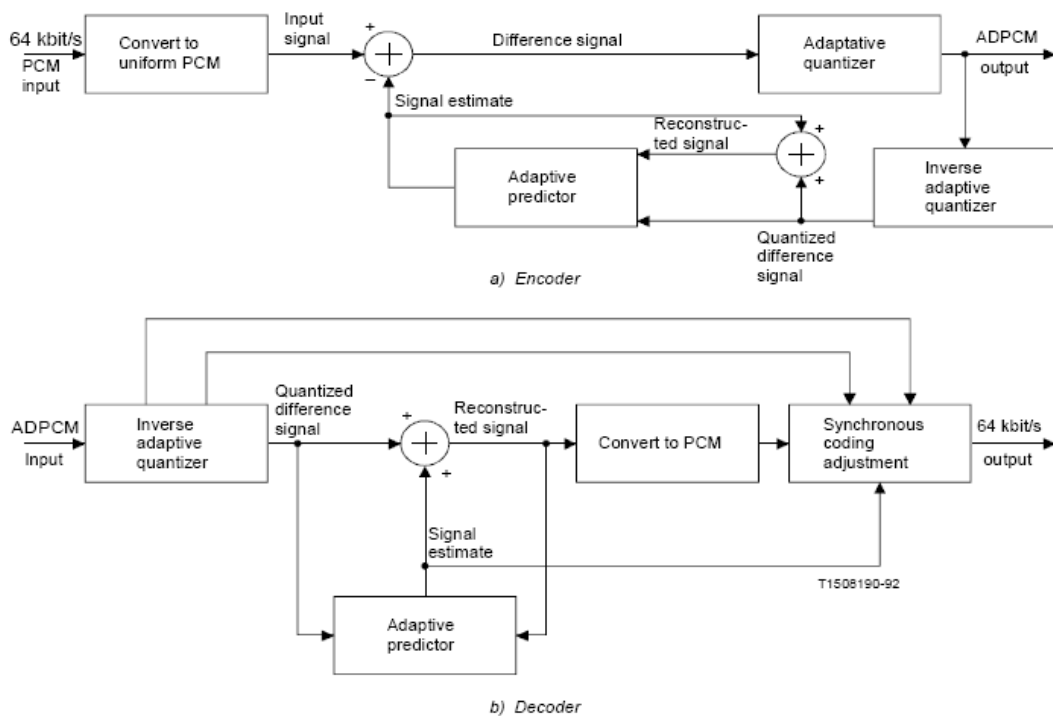 64 kbit/s
PCM
input
Convert to
uniform PCM
Input
signal
+
−
Difference signal
Adaptative
quantizer
ADPCM
output
Signal estimate
Reconstruc-
ted signal
+
+
Adaptive
predictor
Inverse
adaptive
quantizer
Quantized
difference
signal
a) Encoder
ADPCM
Input
Inverse
adaptive
quantizer
Quantized
difference
signal
+
+
Reconstruc-
ted signal
Convert to PCM
Synchronous
coding
adjustment
64 kbit/s
output
Signal
estimate
T1508190-92
Adaptive
predictor
b) Decoder